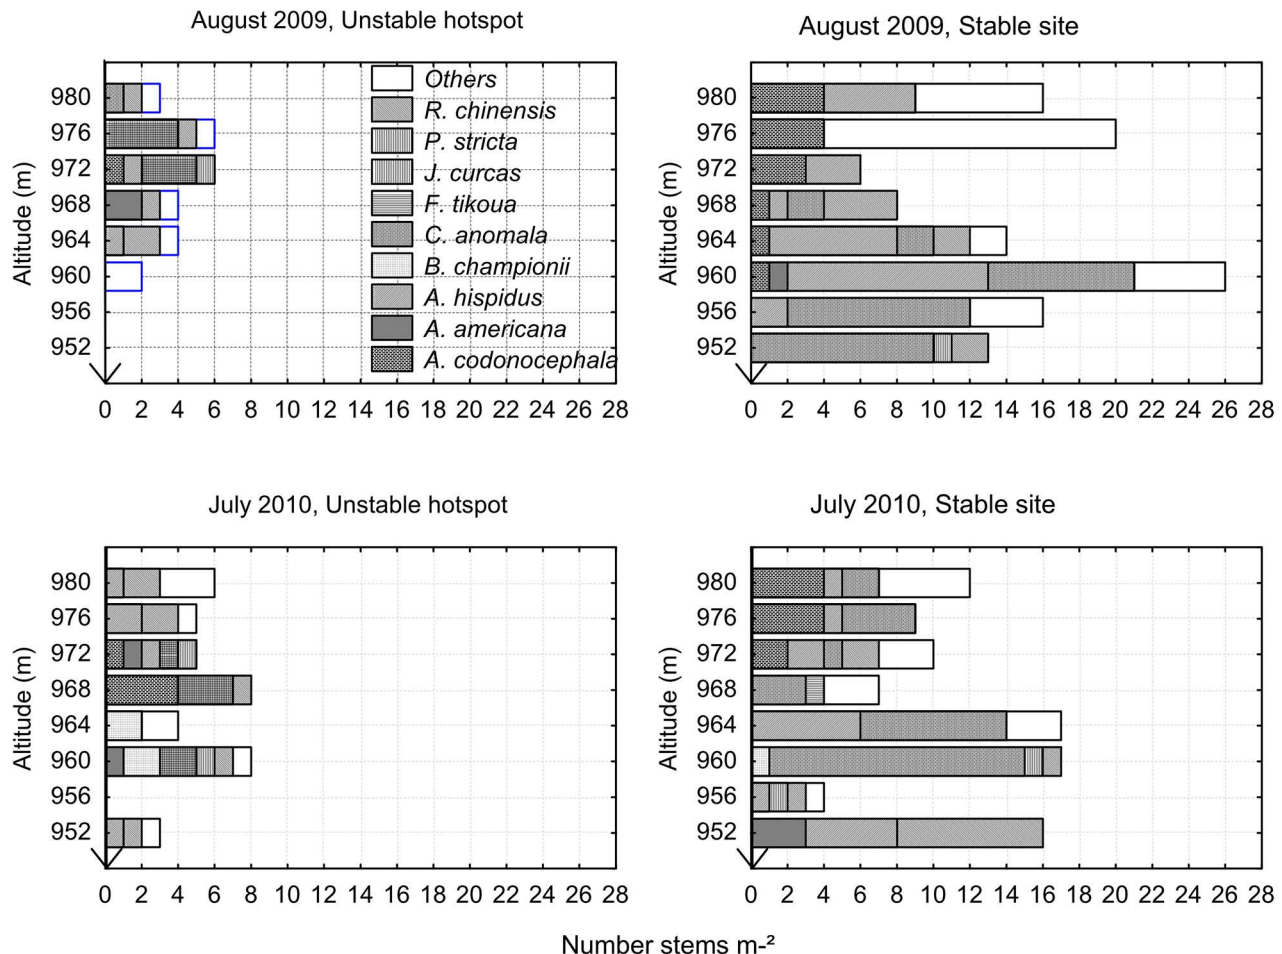 August 2009, Unstable hotspot
August 2009, Stable site
Altitude (m)
980
976
972
968
964
960
956
952
0 2 4 6 8 10 12 14 16 18 20 22 24 26 28
Others
R. chinensis
P. stricta
J. curcas
F. tikoua
C. anomala
B. championii
A. hispidus
A. americana
A. codonocephala
Altitude (m)
980
976
972
968
964
960
956
952
0 2 4 6 8 10 12 14 16 18 20 22 24 26 28
July 2010, Unstable hotspot
July 2010, Stable site
Altitude (m)
980
976
972
968
964
960
956
952
0 2 4 6 8 10 12 14 16 18 20 22 24 26 28
Altitude (m)
980
976
972
968
964
960
956
952
0 2 4 6 8 10 12 14 16 18 20 22 24 26 28
Number stems m-²